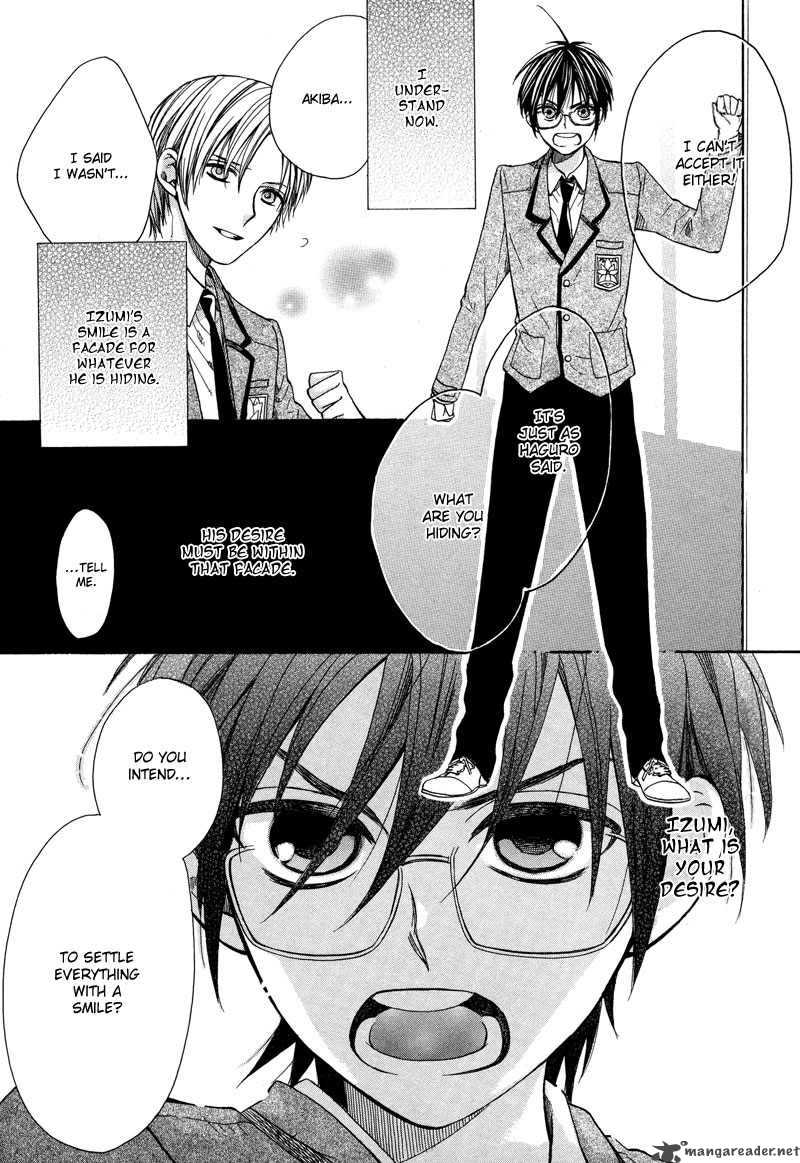 I CAN'T
ACCEPT IT
EITHER!
I
UNDER-
STAND
NOW.
AKIBA...
I SAID
I WASN'T...
IZUMI'S
SMILE IS A
FACADE FOR
WHATEVER
HE IS HIDING.
IT'S
JUST AS
HAGURO
SAID.
WHAT
ARE YOU
HIDING?
HIS DESIRE
MUST BE WITHIN
THAT FACADE.
...TELL
ME.
DO YOU
INTEND...
IZUMI,
WHAT IS
YOUR
DESIRE?
TO SETTLE
EVERYTHING
WITH A
SMILE?
mangareader.net